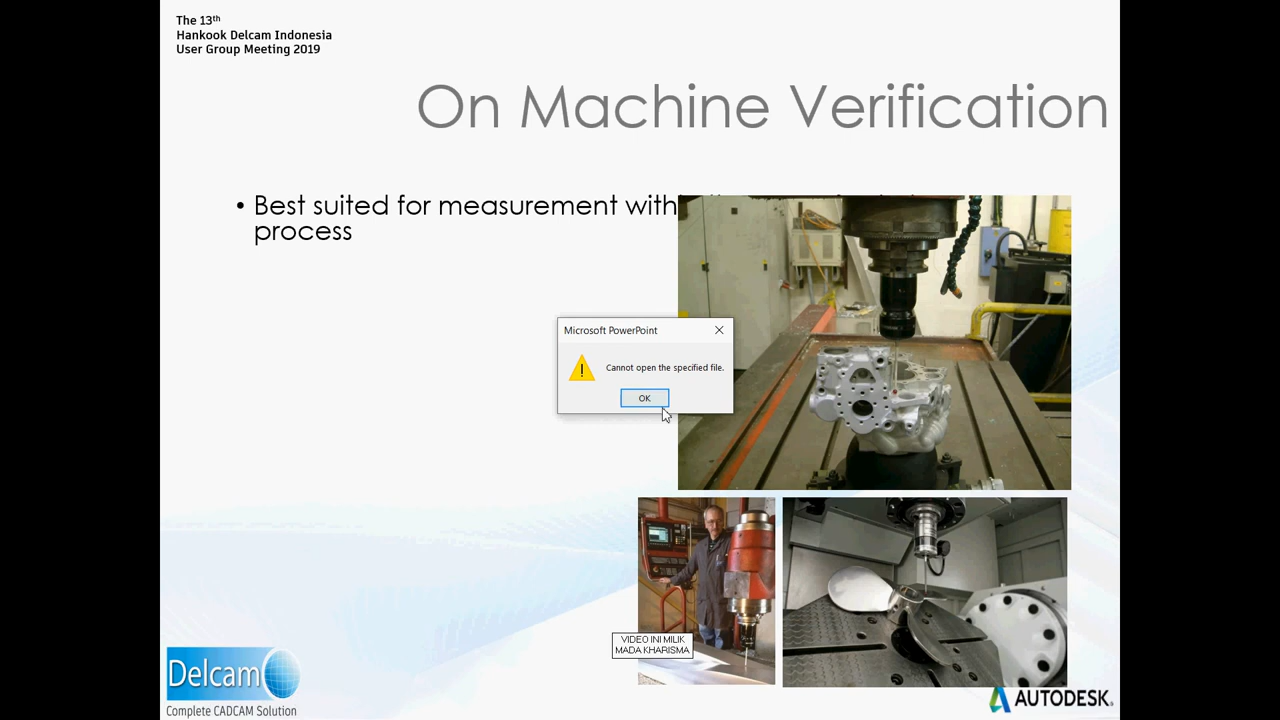 The 13th
Hankook Delcam Indonesia
User Group Meeting 2019
On Machine Verification
• Best suited for measurement with
process
Microsoft PowerPoint
Cannot open the specified file.
OK
VIDEO INI MILIK
MADA KHARISMA
Delcam
Complete CADCAM Solution
AUTODESK.